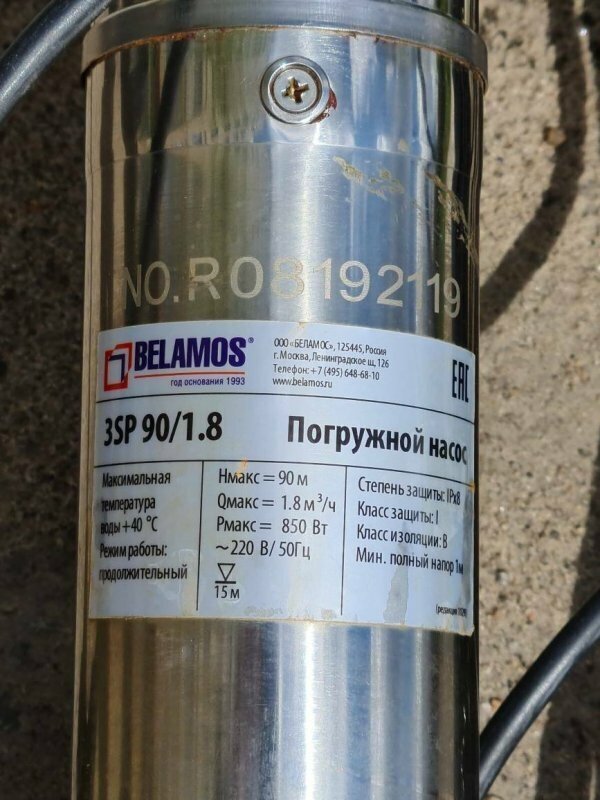 NO.R08192119
BELAMOS®
год основания 1993
ООО «БЕЛАМОС», 125445, Россия
г. Москва, Ленинградское ш, 126
Телефон: +7 (495) 648-68-10
www.belamos.ru
EAC
3SP 90/1.8
Погружной насос
Максимальная
температура
воды +40 °C
Режим работы:
продолжительный
Hмакс = 90 м
Qмакс = 1.8 м³/ч
Pмакс = 850 Вт
~220 В/ 50Гц
15 м
Степень защиты: IPx8
Класс защиты: I
Класс изоляции: B
Мин. полный напор 1м
(редакция